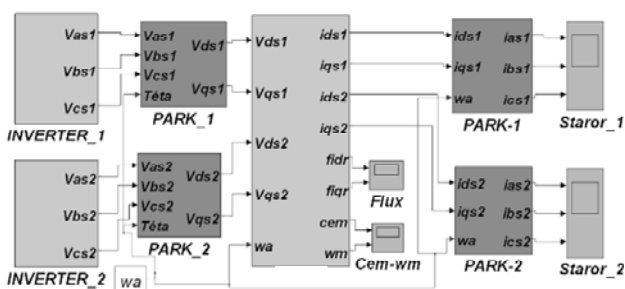 Vas1
Vbs1
Vcs1
INVERTER_1
Vas1
Vbs1
Vcs1
Téta
Vds1
Vqs1
PARK_1
Vas2
Vbs2
Vcs2
INVERTER_2
Vas2
Vbs2
Vcs2
Téta
Vds2
Vqs2
PARK_2
wa
Vds1
Vqs1
Vds2
Vqs2
wa
ids1
iqs1
ids2
iqs2
fidr
fiqr
cem
wm
Flux
Cem-wm
ids1
iqs1
wa
ias1
ibs1
ics1
PARK-1
Staror_1
ids2
iqs2
wa
ias2
ibs2
ics2
PARK-2
Staror_2